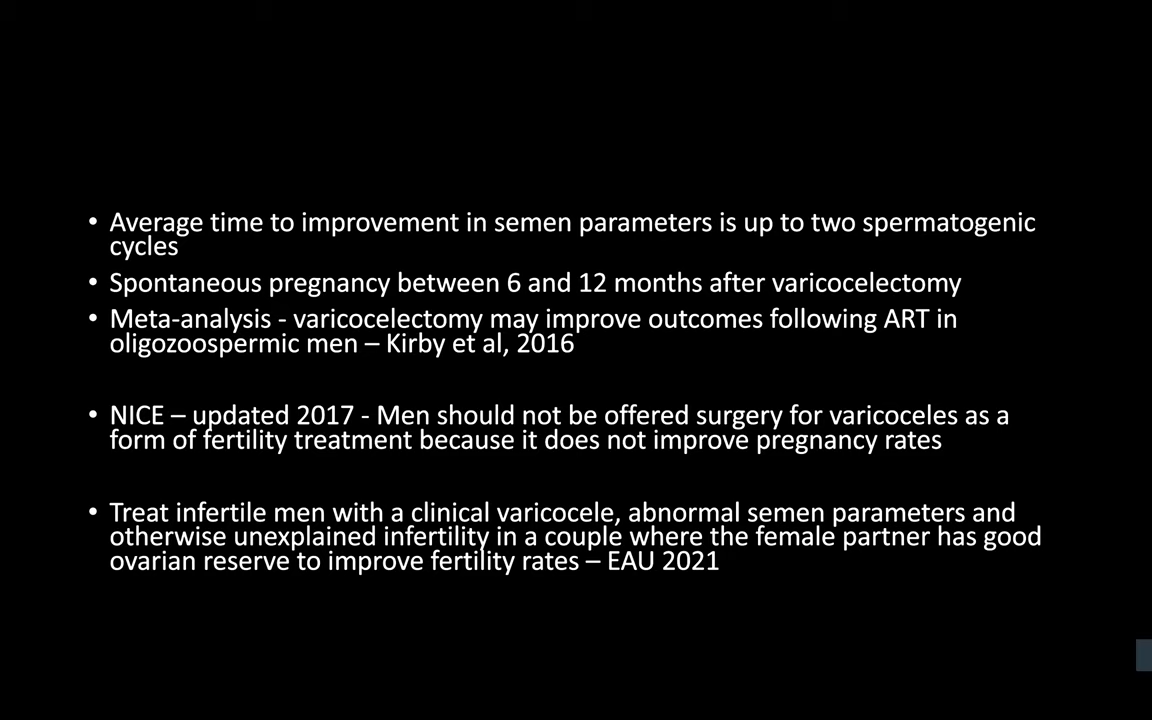 • Average time to improvement in semen parameters is up to two spermatogenic
cycles
• Spontaneous pregnancy between 6 and 12 months after varicocelectomy
• Meta-analysis - varicocelectomy may improve outcomes following ART in
oligozoospermic men – Kirby et al, 2016
• NICE – updated 2017 - Men should not be offered surgery for varicoceles as a
form of fertility treatment because it does not improve pregnancy rates
• Treat infertile men with a clinical varicocele, abnormal semen parameters and
otherwise unexplained infertility in a couple where the female partner has good
ovarian reserve to improve fertility rates – EAU 2021